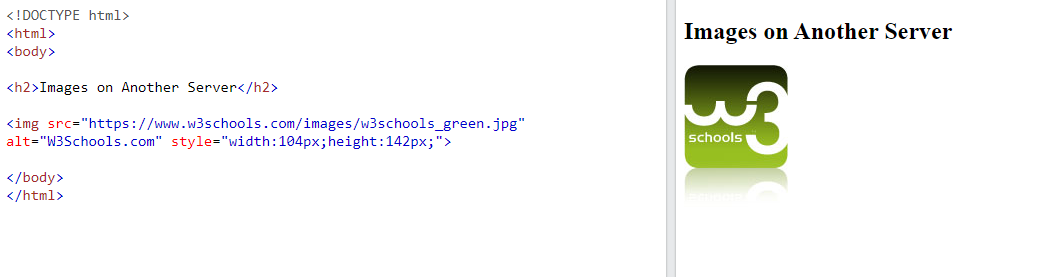 <!DOCTYPE html>
<html>
<body>
<h2>Images on Another Server</h2>
<img src="https://www.w3schools.com/images/w3schools_green.jpg"
alt="W3Schools.com" style="width:104px;height:142px;">
</body>
</html>
Images on Another Server
w3
schools